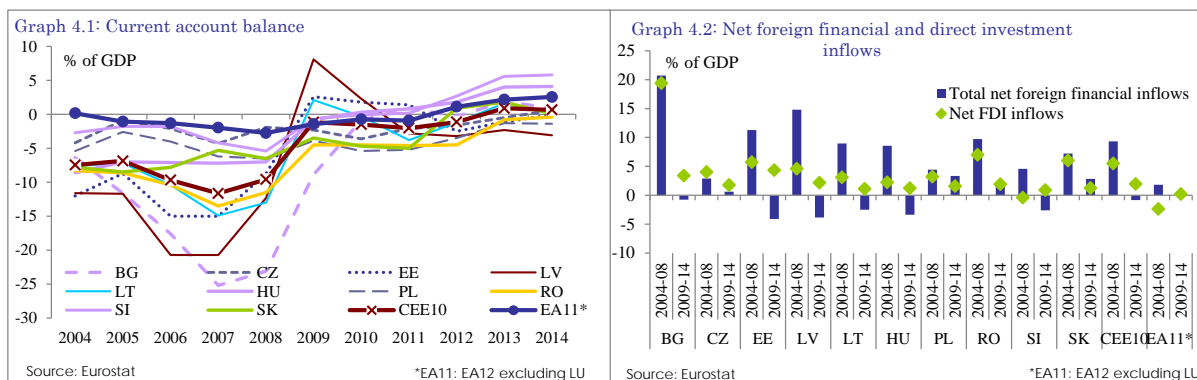 Graph 4.1: Current account balance
% of GDP
10
5
0
-5
-10
-15
-20
-25
-30
BG CZ EE LV
LT HU PL RO
SI SK CEE10 EA11*
2004 2005 2006 2007 2008 2009 2010 2011 2012 2013 2014
Source: Eurostat
*EA11: EA12 excluding LU
Graph 4.2: Net foreign financial and direct investment
inflows
% of GDP
25
20
15
10
5
0
-5
-10
Total net foreign financial inflows
Net FDI inflows
2004-08 2009-14 2004-08 2009-14 2004-08 2009-14 2004-08 2009-14 2004-08 2009-14 2004-08 2009-14 2004-08 2009-14 2004-08 2009-14 2004-08 2009-14 2004-08 2009-14 2004-08 2009-14 2004-08 2009-14
BG CZ EE LV LT HU PL RO SI SK CEE10 EA11*
Source: Eurostat
*EA11: EA12 excluding LU